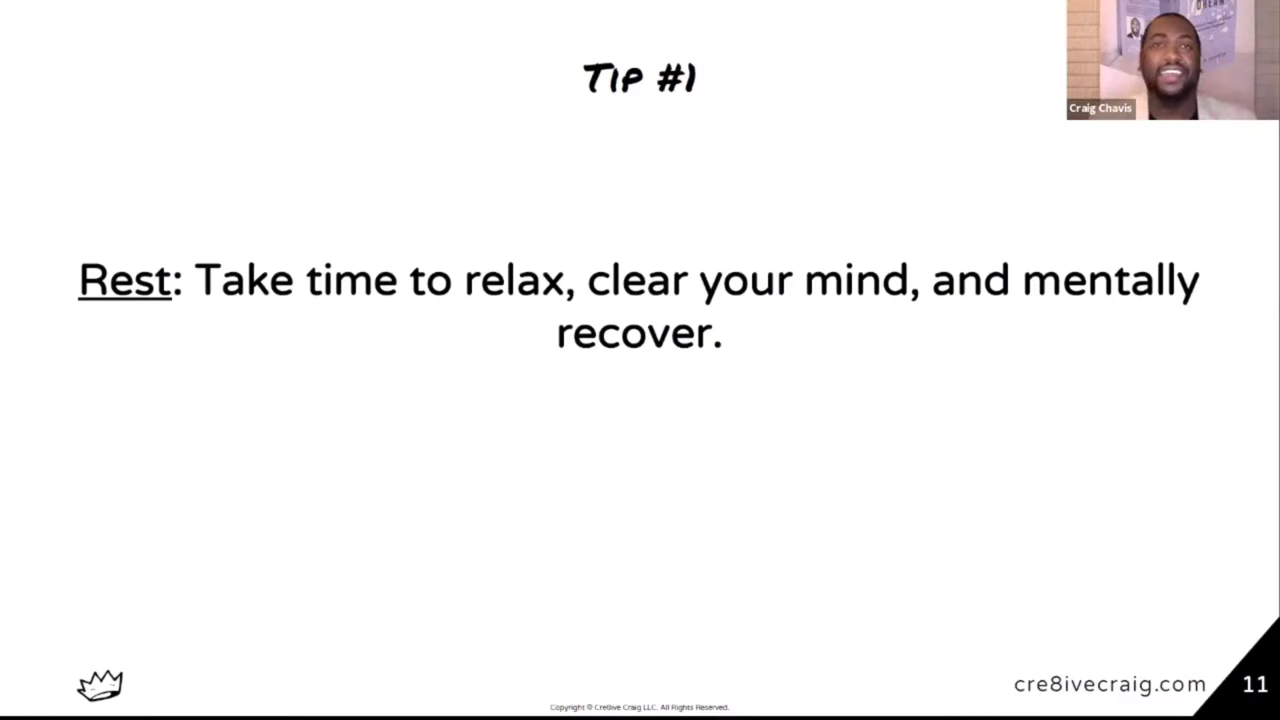 Tip #1
Craig Chavis
Rest: Take time to relax, clear your mind, and mentally
recover.
cre8ivecraig.com
11
Copyright © Cre8ive Craig LLC. All Rights Reserved.